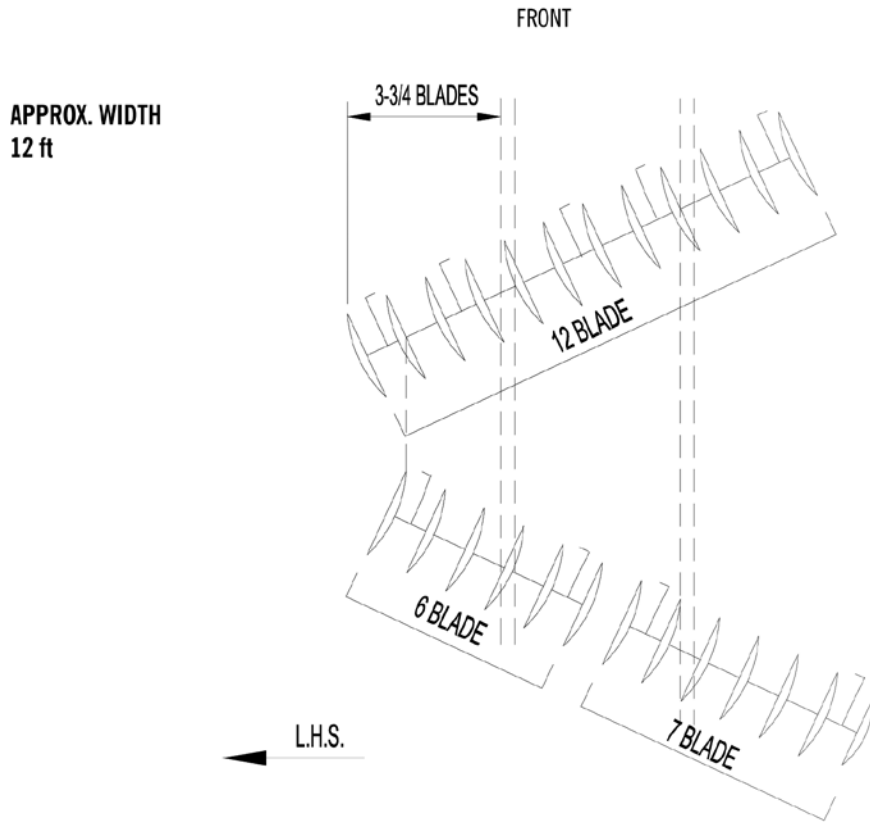 FRONT
3-3/4 BLADES
APPROX. WIDTH
12 ft
12 BLADE
6 BLADE
7 BLADE
L.H.S.